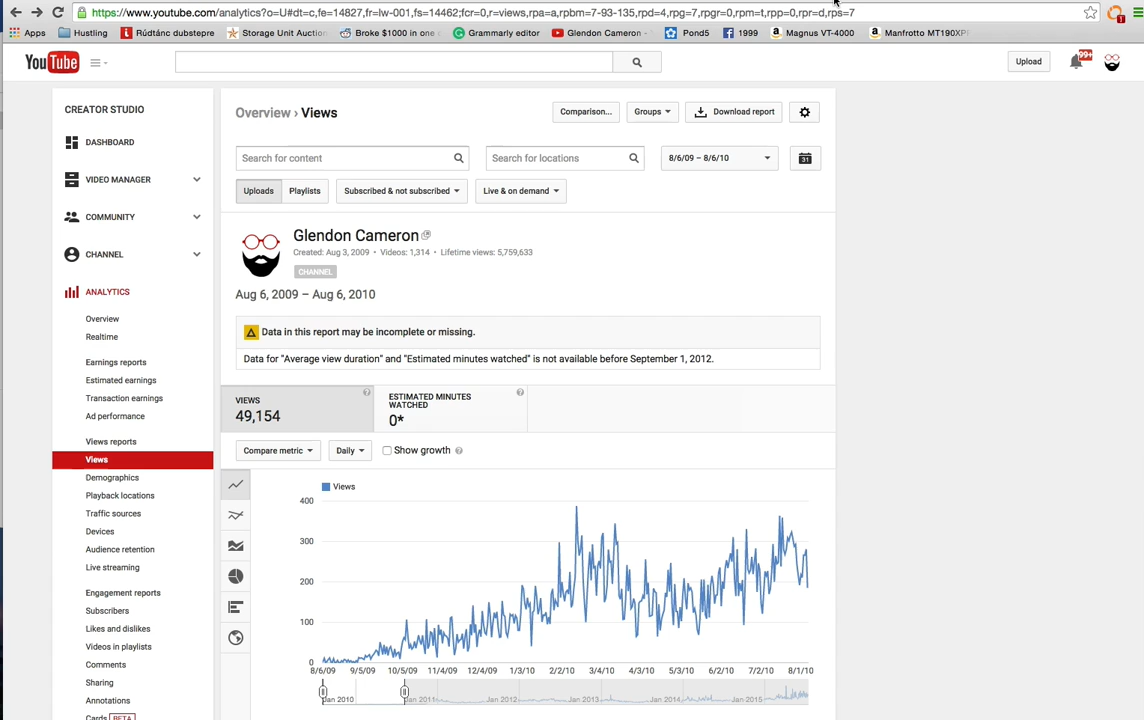 https://www.youtube.com/analytics?o=U#dt=c,fe=14827,fr=lw-001,fs=14462;fcr=0,r=views,rpa=a,rpbm=7-93-135,rpd=4,rpg=7,rpgr=0,rpm=t,rpp=0,rpr=d,rps=7
Apps Hustling Rúdtánc dubstepre Storage Unit Auctio Broke $1000 in one Grammarly editor Glendon Cameron - Pond5 1999 Magnus VT-4000 Manfrotto MT190XP
YouTube Upload 99+
CREATOR STUDIO
DASHBOARD
VIDEO MANAGER
COMMUNITY
CHANNEL
ANALYTICS
Overview
Realtime
Earnings reports
Estimated earnings
Transaction earnings
Ad performance
Views reports
Views
Demographics
Playback locations
Traffic sources
Devices
Audience retention
Live streaming
Engagement reports
Subscribers
Likes and dislikes
Videos in playlists
Comments
Sharing
Annotations
Cards BETA
Overview › Views Comparison... Groups Download report
Search for content Search for locations 8/6/09 – 8/6/10 31
Uploads Playlists Subscribed & not subscribed Live & on demand
Glendon Cameron
Created: Aug 3, 2009 • Videos: 1,314 • Lifetime views: 5,759,633
CHANNEL
Aug 6, 2009 – Aug 6, 2010
Data in this report may be incomplete or missing.
Data for "Average view duration" and "Estimated minutes watched" is not available before September 1, 2012.
VIEWS ?
49,154
ESTIMATED MINUTES ?
WATCHED
0*
Compare metric Daily Show growth ?
Views
400
300
200
100
0
8/6/09 9/5/09 10/5/09 11/4/09 12/4/09 1/3/10 2/2/10 3/4/10 4/3/10 5/3/10 6/2/10 7/2/10 8/1/10
Jan 2010 Jan 2011 Jan 2012 Jan 2013 Jan 2014 Jan 2015